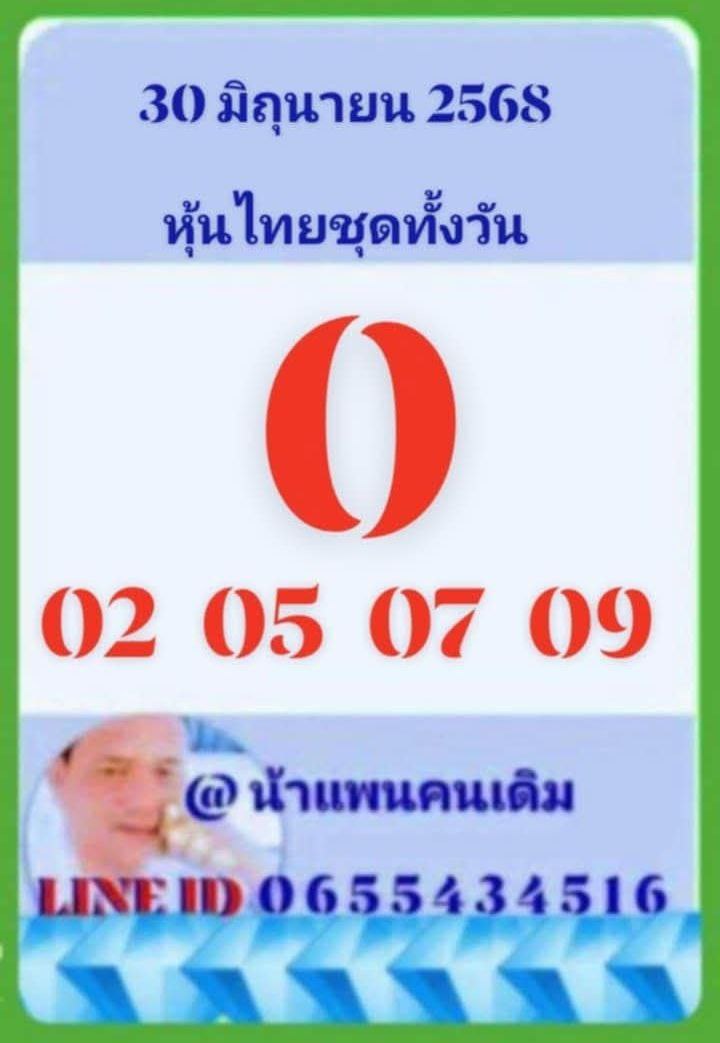 30 มิถุนายน 2568
หุ้นไทยชุดทั้งวัน
0
02 05 07 09
@น้าแพนคนเดิม
LINE ID 0655434516